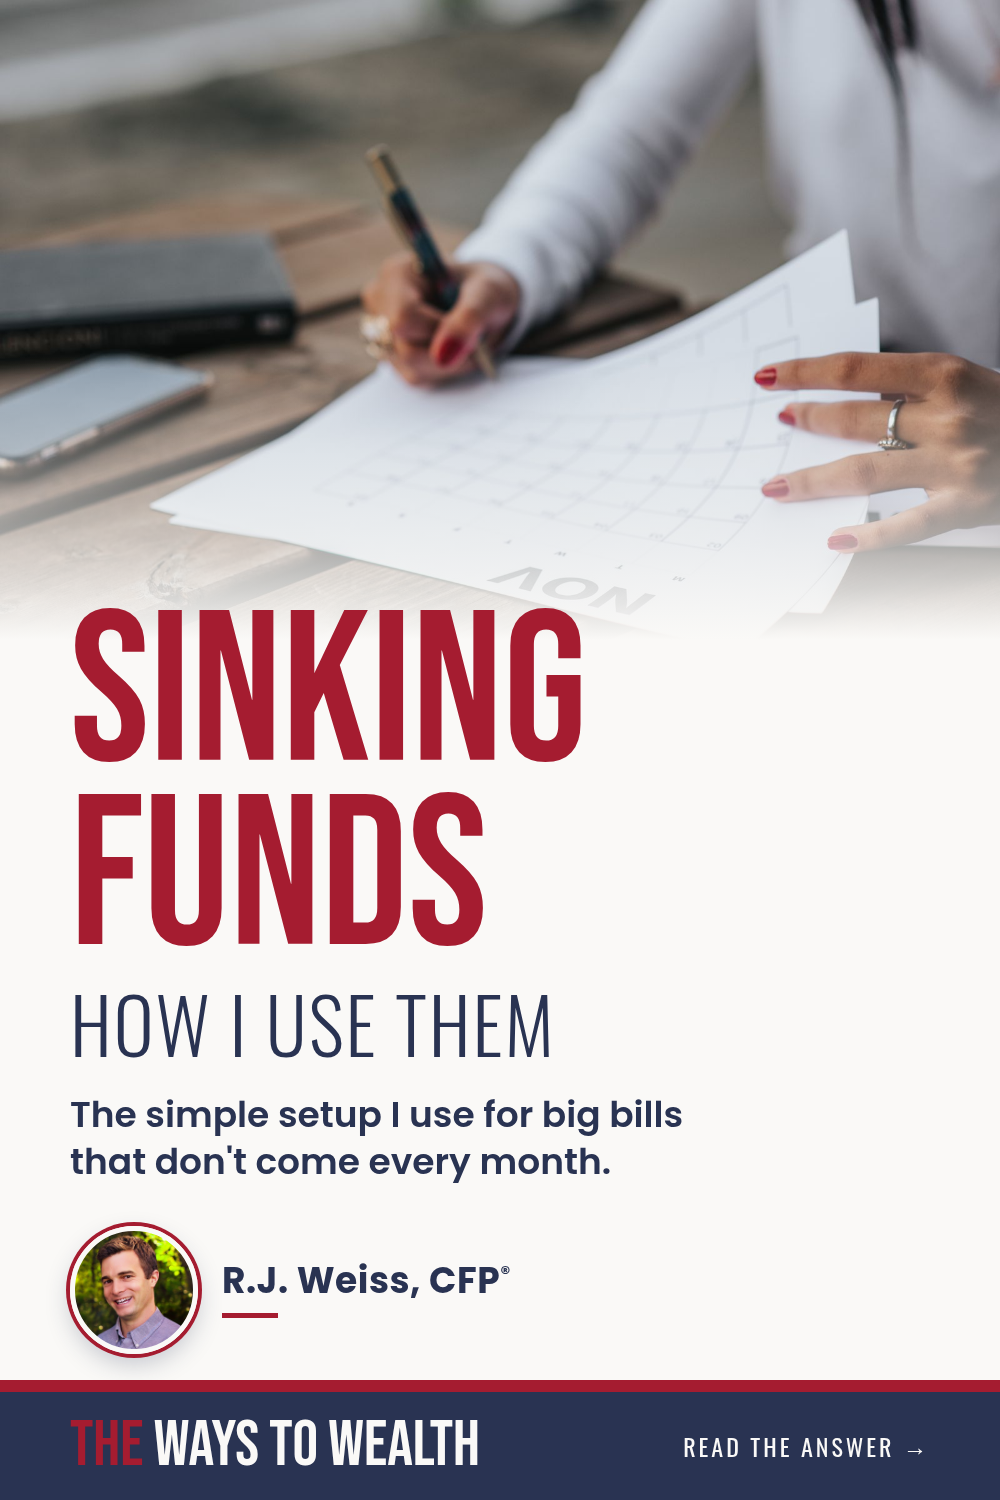 NOV
SINKING
FUNDS
HOW I USE THEM
The simple setup I use for big bills
that don't come every month.
R.J. Weiss, CFP®
THE WAYS TO WEALTH
READ THE ANSWER →